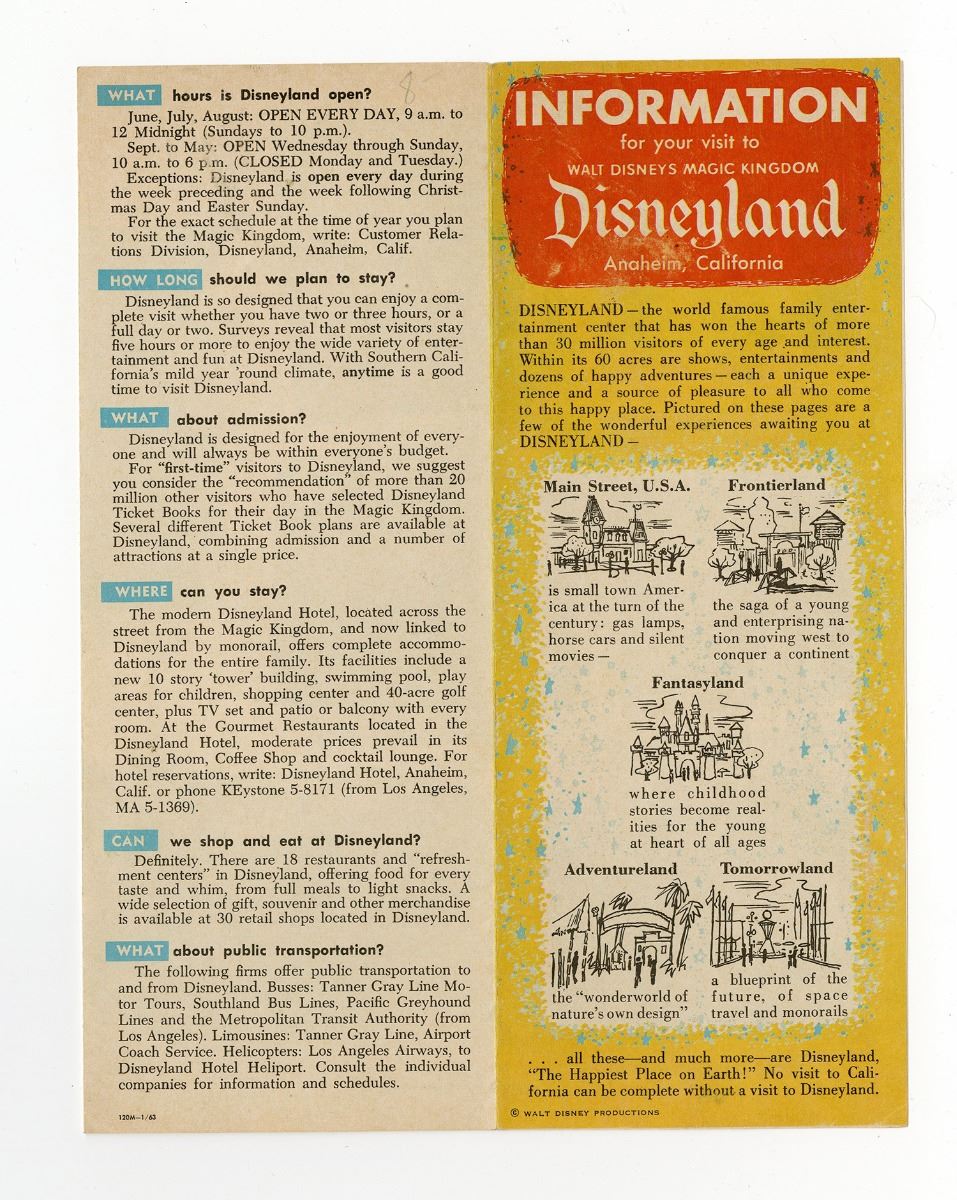 WHAT hours is Disneyland open?
June, July, August: OPEN EVERY DAY, 9 a.m. to
12 Midnight (Sundays to 10 p.m.).
Sept. to May: OPEN Wednesday through Sunday,
10 a.m. to 6 p.m. (CLOSED Monday and Tuesday.)
Exceptions: Disneyland is open every day during
the week preceding and the week following Christ-
mas Day and Easter Sunday.
For the exact schedule at the time of year you plan
to visit the Magic Kingdom, write: Customer Rela-
tions Division, Disneyland, Anaheim, Calif.
HOW LONG should we plan to stay?
Disneyland is so designed that you can enjoy a com-
plete visit whether you have two or three hours, or a
full day or two. Surveys reveal that most visitors stay
five hours or more to enjoy the wide variety of enter-
tainment and fun at Disneyland. With Southern Cali-
fornia's mild year 'round climate, anytime is a good
time to visit Disneyland.
WHAT about admission?
Disneyland is designed for the enjoyment of every-
one and will always be within everyone's budget.
For "first-time" visitors to Disneyland, we suggest
you consider the "recommendation" of more than 20
million other visitors who have selected Disneyland
Ticket Books for their day in the Magic Kingdom.
Several different Ticket Book plans are available at
Disneyland, combining admission and a number of
attractions at a single price.
WHERE can you stay?
The modern Disneyland Hotel, located across the
street from the Magic Kingdom, and now linked to
Disneyland by monorail, offers complete accommo-
dations for the entire family. Its facilities include a
new 10 story 'tower' building, swimming pool, play
areas for children, shopping center and 40-acre golf
center, plus TV set and patio or balcony with every
room. At the Gourmet Restaurants located in the
Disneyland Hotel, moderate prices prevail in its
Dining Room, Coffee Shop and cocktail lounge. For
hotel reservations, write: Disneyland Hotel, Anaheim,
Calif. or phone KEystone 5-8171 (from Los Angeles,
MA 5-1369).
CAN we shop and eat at Disneyland?
Definitely. There are 18 restaurants and "refresh-
ment centers" in Disneyland, offering food for every
taste and whim, from full meals to light snacks. A
wide selection of gift, souvenir and other merchandise
is available at 30 retail shops located in Disneyland.
WHAT about public transportation?
The following firms offer public transportation to
and from Disneyland. Busses: Tanner Gray Line Mo-
tor Tours, Southland Bus Lines, Pacific Greyhound
Lines and the Metropolitan Transit Authority (from
Los Angeles). Limousines: Tanner Gray Line, Airport
Coach Service. Helicopters: Los Angeles Airways, to
Disneyland Hotel Heliport. Consult the individual
companies for information and schedules.
120M—1/63
INFORMATION
for your visit to
WALT DISNEYS MAGIC KINGDOM
Disneyland
Anaheim, California
DISNEYLAND — the world famous family enter-
tainment center that has won the hearts of more
than 30 million visitors of every age and interest.
Within its 60 acres are shows, entertainments and
dozens of happy adventures — each a unique expe-
rience and a source of pleasure to all who come
to this happy place. Pictured on these pages are a
few of the wonderful experiences awaiting you at
DISNEYLAND —
Main Street, U.S.A.
is small town Amer-
ica at the turn of the
century: gas lamps,
horse cars and silent
movies —
Frontierland
the saga of a young
and enterprising na-
tion moving west to
conquer a continent
Fantasyland
where childhood
stories become real-
ities for the young
at heart of all ages
Adventureland
the "wonderworld of
nature's own design"
Tomorrowland
a blueprint of the
future, of space
travel and monorails
. . . all these—and much more—are Disneyland,
"The Happiest Place on Earth!" No visit to Cali-
fornia can be complete without a visit to Disneyland.
© WALT DISNEY PRODUCTIONS